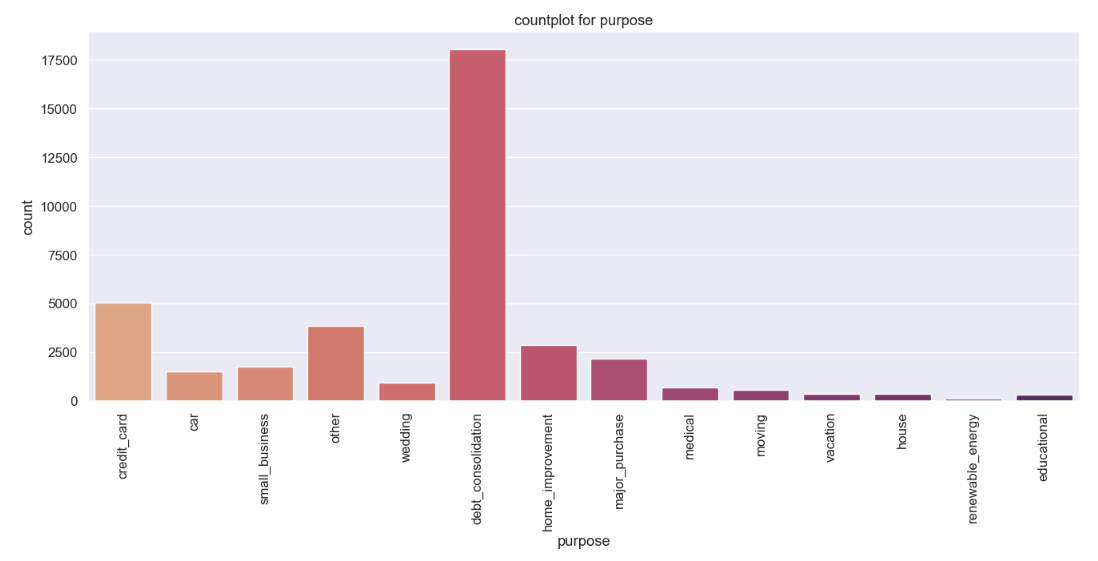 countplot for purpose
17500
15000
12500
10000
7500
5000
2500
0
count
credit_card
car
small_business
other
wedding
debt_consolidation
home_improvement
major_purchase
medical
moving
vacation
house
renewable_energy
educational
purpose